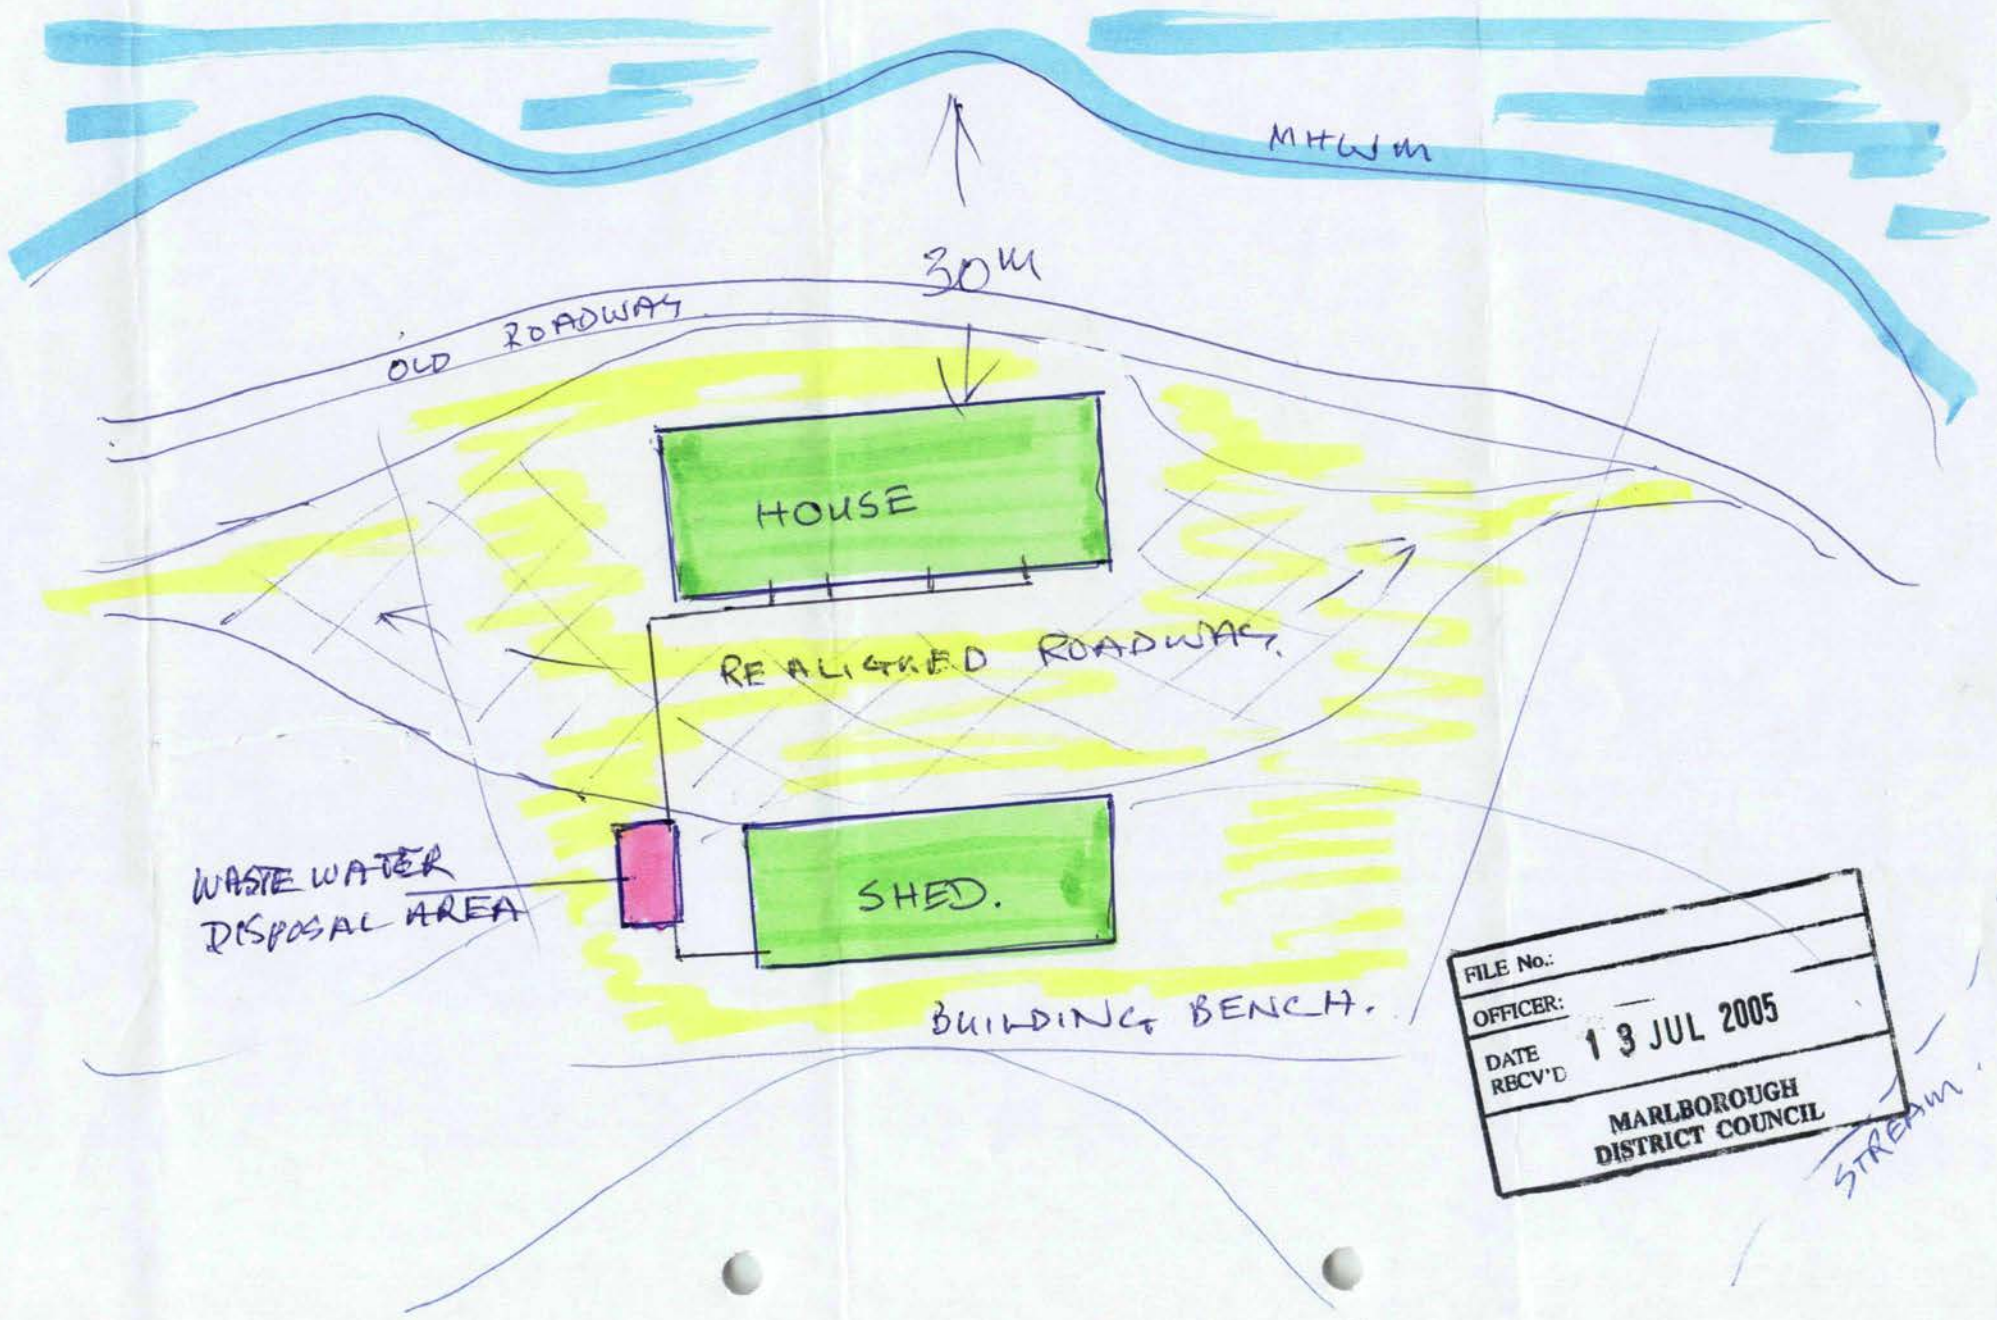 MHWM
30M
OLD ROADWAY
HOUSE
REALIGNED ROADWAY.
WASTE WATER
DISPOSAL AREA
SHED.
BUILDING BENCH.
FILE No.:
OFFICER:
DATE
RECV'D
13 JUL 2005
MARLBOROUGH
DISTRICT COUNCIL
STREAM.